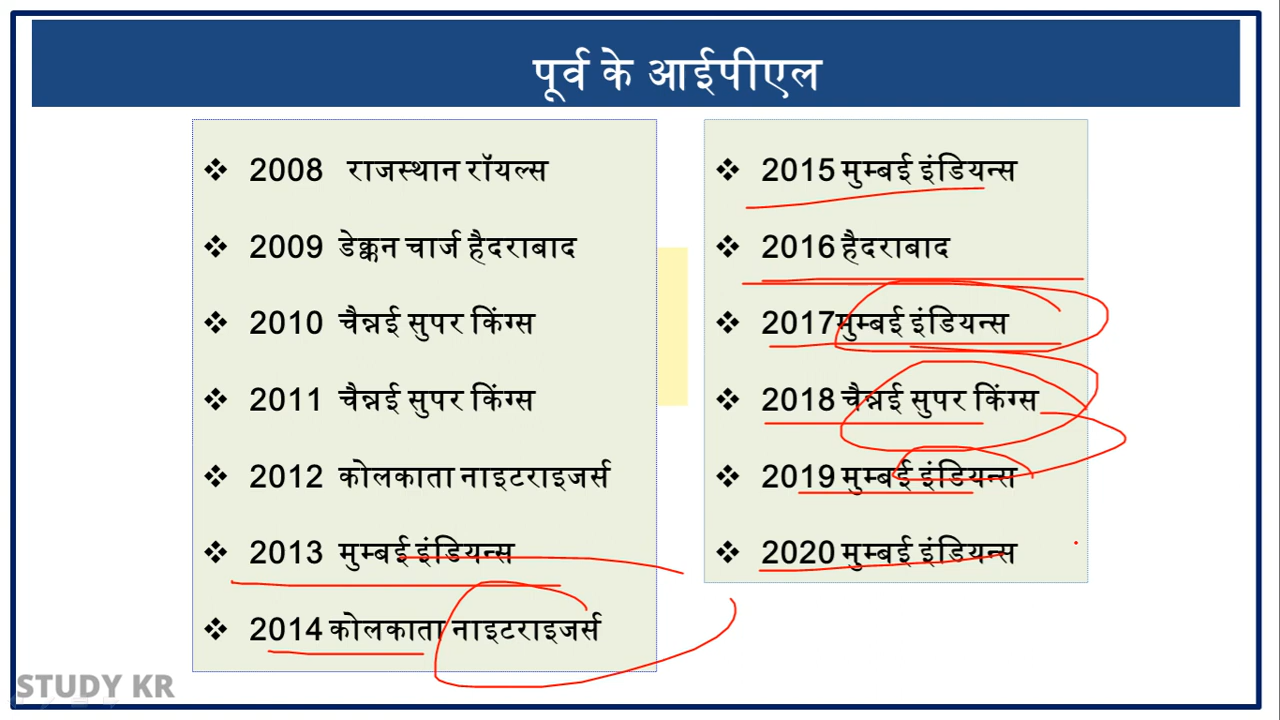 पूर्व के आईपीएल
❖ 2008 राजस्थान रॉयल्स
❖ 2009 डेक्कन चार्ज हैदराबाद
❖ 2010 चैन्नई सुपर किंग्स
❖ 2011 चैन्नई सुपर किंग्स
❖ 2012 कोलकाता नाइटराइजर्स
❖ 2013 मुम्बई इंडियन्स
❖ 2014 कोलकाता नाइटराइजर्स
❖ 2015 मुम्बई इंडियन्स
❖ 2016 हैदराबाद
❖ 2017 मुम्बई इंडियन्स
❖ 2018 चैन्नई सुपर किंग्स
❖ 2019 मुम्बई इंडियन्स
❖ 2020 मुम्बई इंडियन्स
STUDY KR